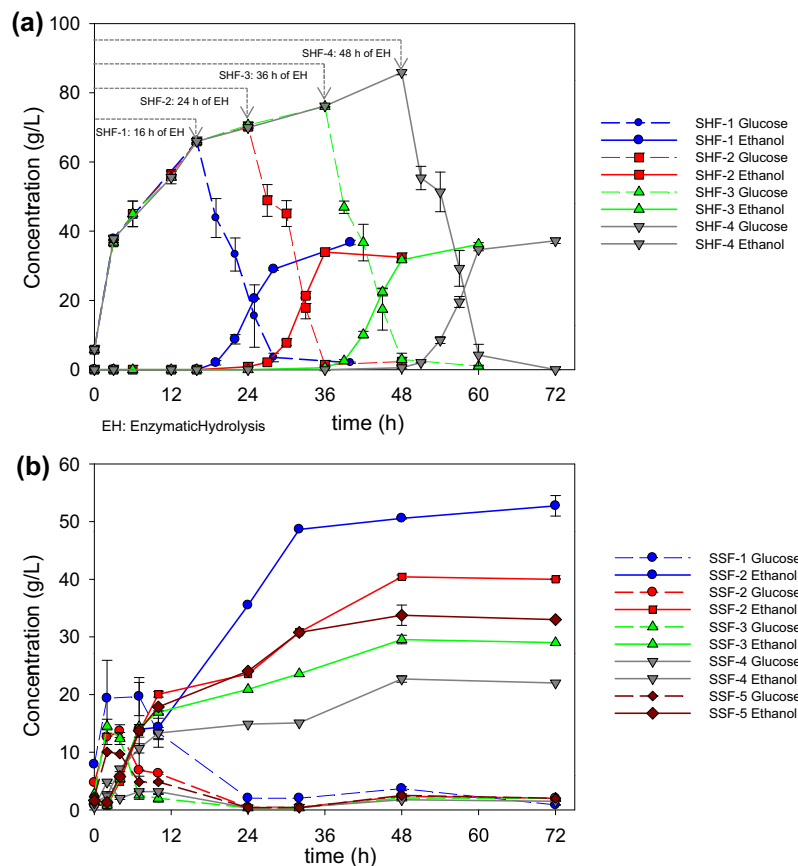 (a)
100
80
60
40
20
0
Concentration (g/L)
SHF-4: 48 h of EH
SHF-3: 36 h of EH
SHF-2: 24 h of EH
SHF-1: 16 h of EH
0 12 24 36 48 60 72
EH: EnzymaticHydrolysis
time (h)
SHF-1 Glucose
SHF-1 Ethanol
SHF-2 Glucose
SHF-2 Ethanol
SHF-3 Glucose
SHF-3 Ethanol
SHF-4 Glucose
SHF-4 Ethanol
(b)
60
50
40
30
20
10
0
Concentration (g/L)
0 12 24 36 48 60 72
time (h)
SSF-1 Glucose
SSF-2 Ethanol
SSF-2 Glucose
SSF-2 Ethanol
SSF-3 Glucose
SSF-3 Ethanol
SSF-4 Glucose
SSF-4 Ethanol
SSF-5 Glucose
SSF-5 Ethanol